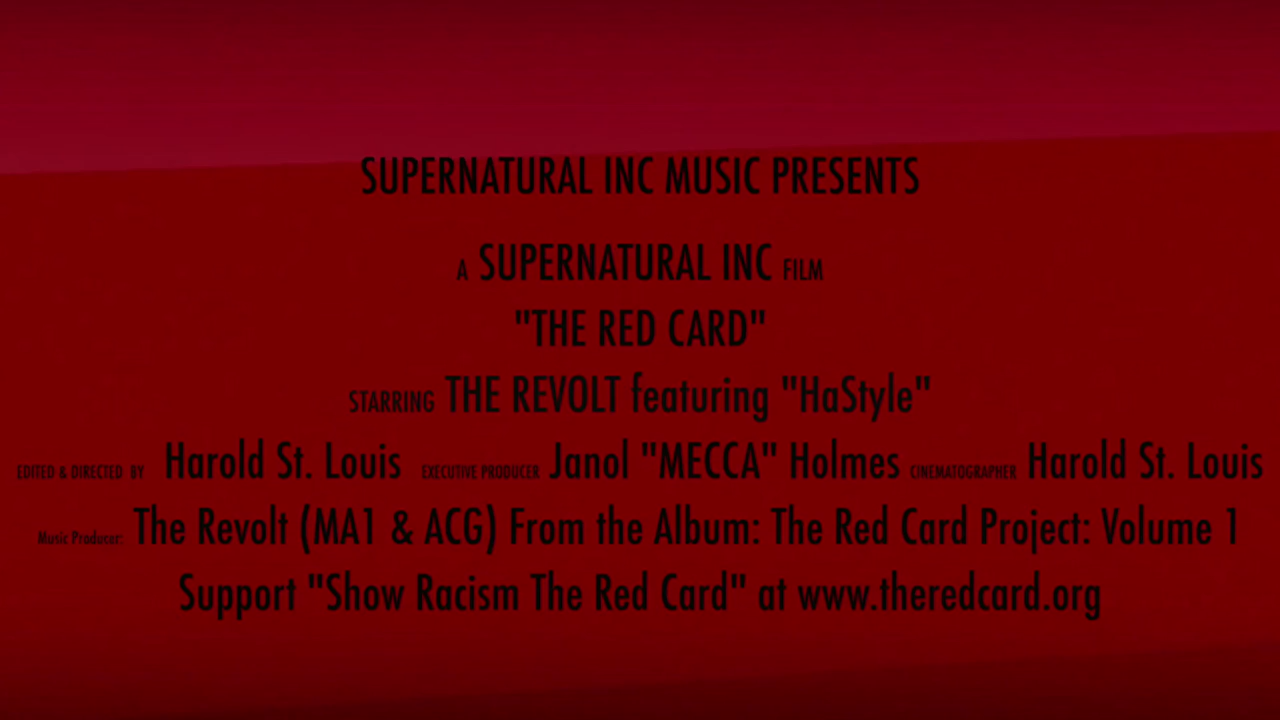 SUPERNATURAL INC MUSIC PRESENTS
A SUPERNATURAL INC FILM
"THE RED CARD"
STARRING THE REVOLT featuring "HaStyle"
EDITED & DIRECTED BY Harold St. Louis EXECUTIVE PRODUCER Janol "MECCA" Holmes CINEMATOGRAPHER Harold St. Louis
Music Producer: The Revolt (MA1 & ACG) From the Album: The Red Card Project: Volume 1
Support "Show Racism The Red Card" at www.theredcard.org